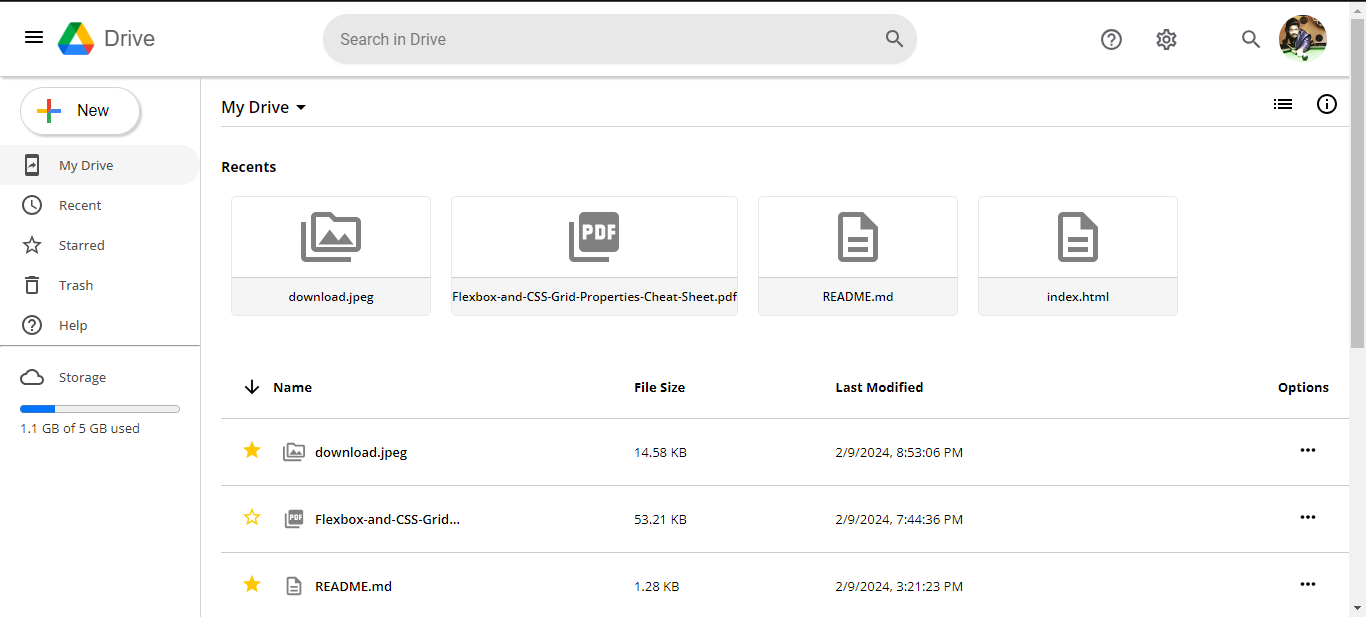 Drive
Search in Drive
New
My Drive
Recent
Starred
Trash
Help
Storage
1.1 GB of 5 GB used
My Drive
Recents
PDF
download.jpeg
Flexbox-and-CSS-Grid-Properties-Cheat-Sheet.pdf
README.md
index.html
Name File Size Last Modified Options
download.jpeg 14.58 KB 2/9/2024, 8:53:06 PM
PDF Flexbox-and-CSS-Grid... 53.21 KB 2/9/2024, 7:44:36 PM
README.md 1.28 KB 2/9/2024, 3:21:23 PM